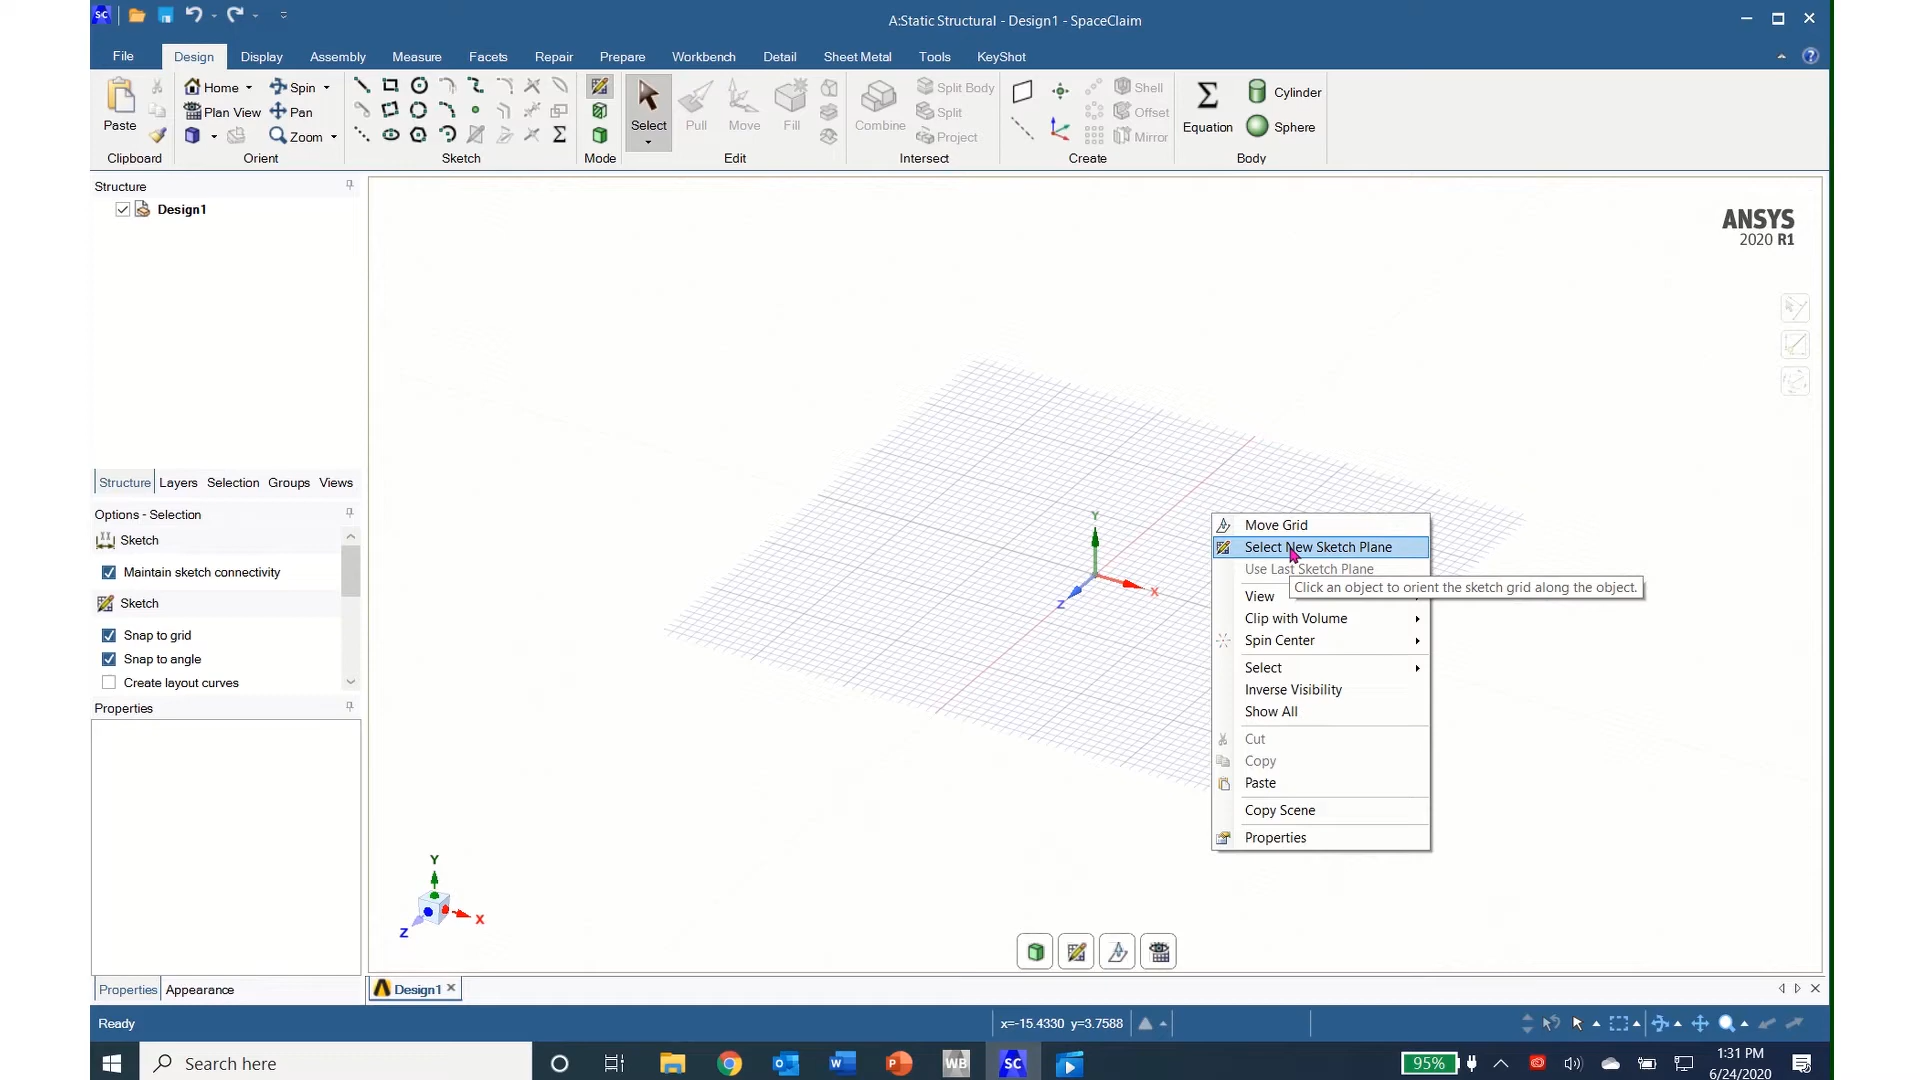 SC
A:Static Structural - Design1 - SpaceClaim
File Design Display Assembly Measure Facets Repair Prepare Workbench Detail Sheet Metal Tools KeyShot
Paste
Home
Plan View
Spin
Pan
Zoom
Select
Pull
Move
Fill
Combine
Split Body
Split
Project
Shell
Offset
Mirror
Equation
Cylinder
Sphere
Clipboard Orient Sketch Mode Edit Intersect Create Body
Structure
Design1
ANSYS
2020 R1
Structure Layers Selection Groups Views
Options - Selection
Sketch
Maintain sketch connectivity
Sketch
Snap to grid
Snap to angle
Create layout curves
Properties
Y
X
Z
Move Grid
Select New Sketch Plane
Use Last Sketch Plane
Click an object to orient the sketch grid along the object.
View
Clip with Volume
Spin Center
Select
Inverse Visibility
Show All
Cut
Copy
Paste
Copy Scene
Properties
Y
X
Z
Properties Appearance
Design1
Ready
x=-15.4330 y=3.7588
Search here
WB
SC
95%
1:31 PM
6/24/2020